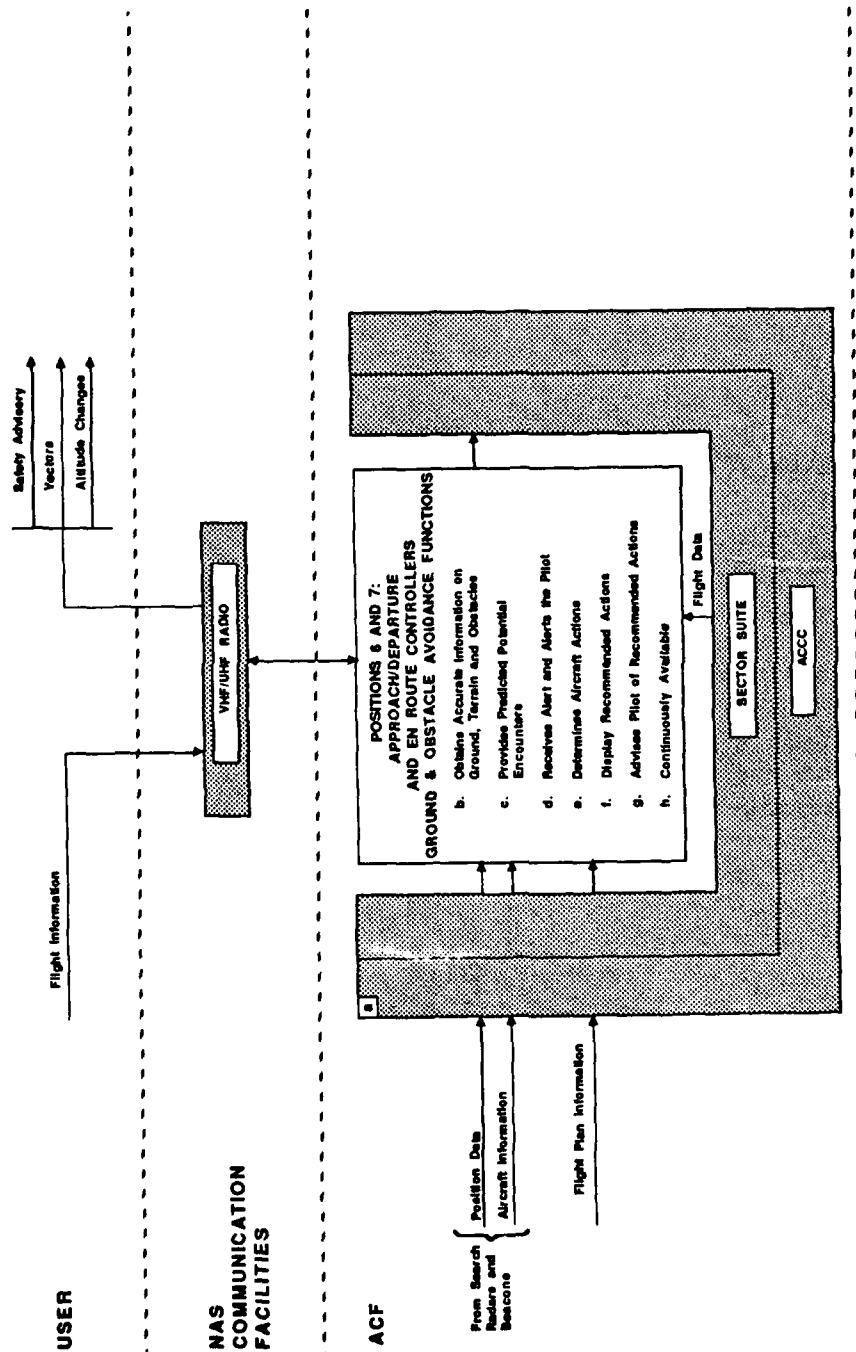 USER
Flight Information
Safety Advisory
Vectors
Altitude Changes
NAS
COMMUNICATION
FACILITIES
VHF/UHF RADIO
ACF
From Search
Radars and
Beacons
Position Data
Aircraft Information
Flight Plan Information
a
POSITIONS 6 AND 7:
APPROACH/DEPARTURE
AND EN ROUTE CONTROLLERS
GROUND & OBSTACLE AVOIDANCE FUNCTIONS
b. Obtains Accurate Information on
Ground, Terrain and Obstacles
c. Provides Predicted Potential
Encounters
d. Receives Alert and Alerts the Pilot
e. Determines Aircraft Actions
f. Display Recommended Actions
g. Advises Pilot of Recommended Actions
h. Continuously Available
Flight Data
SECTOR SUITE
ACCC